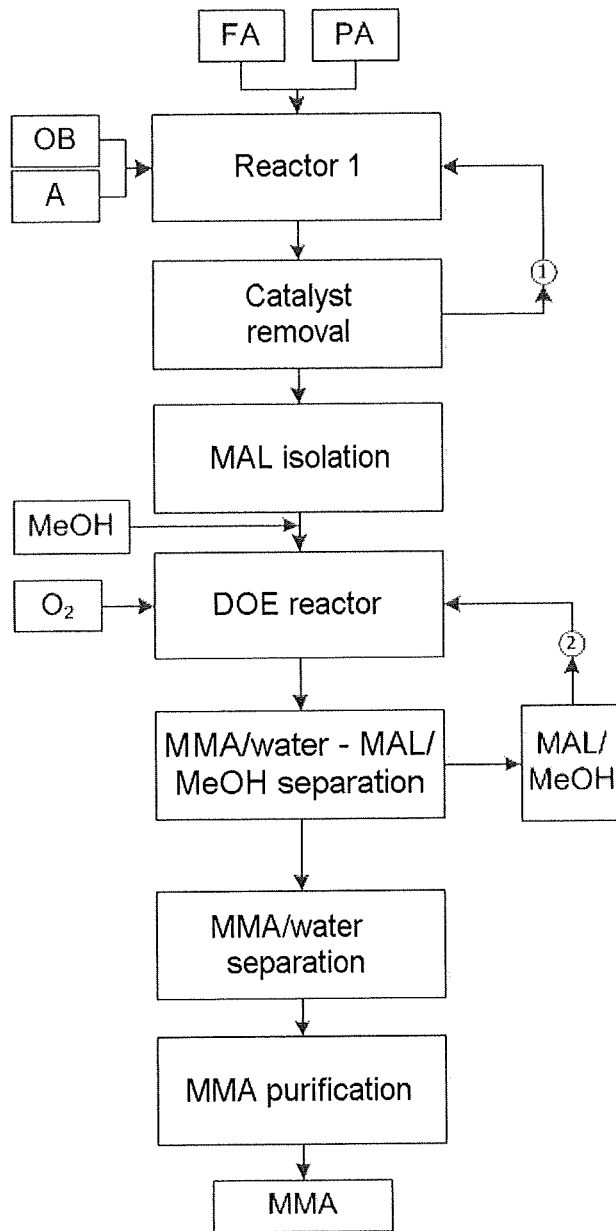 FA
PA
OB
A
Reactor 1
①
Catalyst
removal
MAL isolation
MeOH
O₂
DOE reactor
②
MMA/water - MAL/
MeOH separation
MAL/
MeOH
MMA/water
separation
MMA purification
MMA